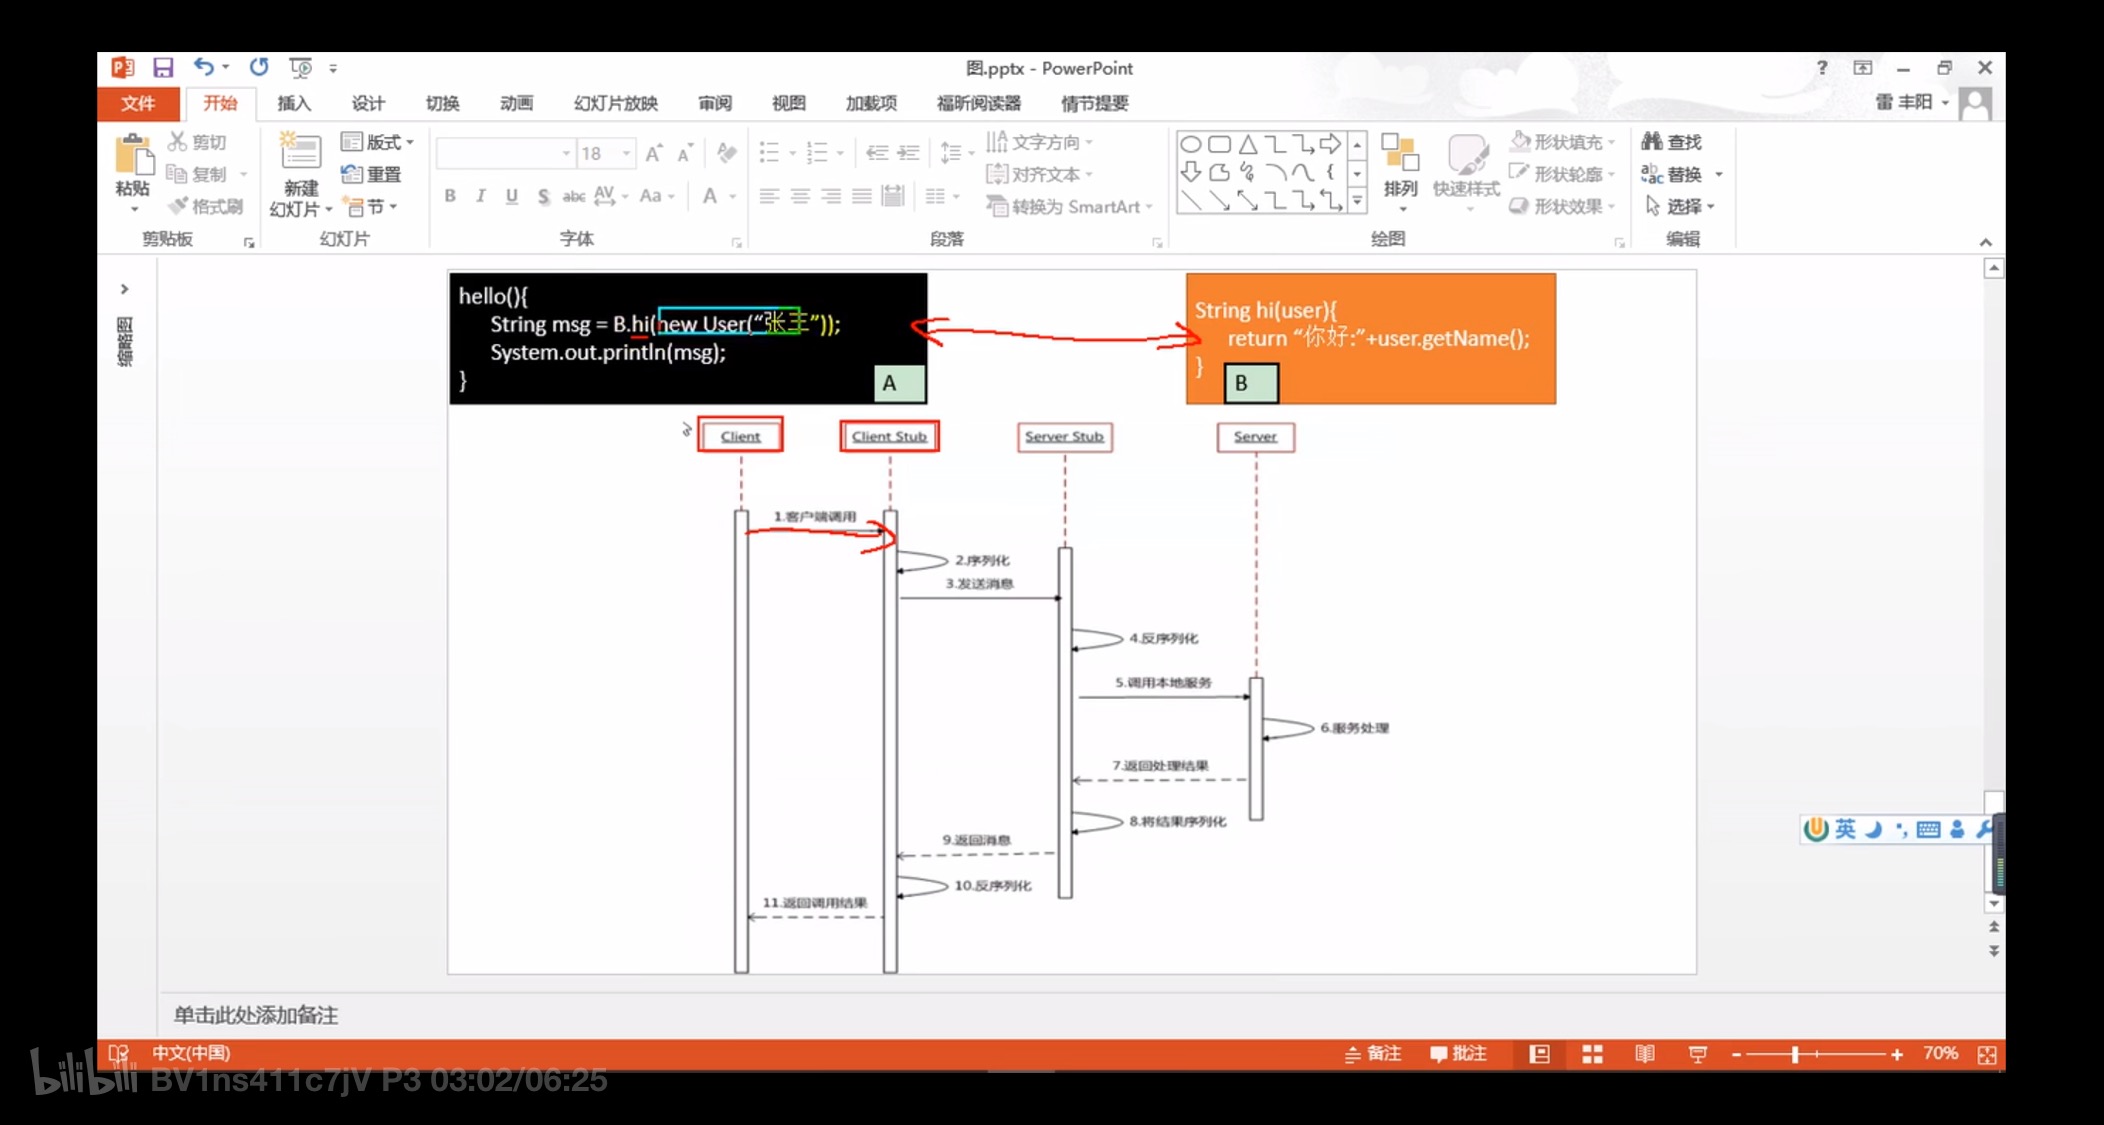 图.pptx - PowerPoint
文件 开始 插入 设计 切换 动画 幻灯片放映 审阅 视图 加载项 福昕阅读器 情节提要 雷 丰阳
粘贴 剪切 复制 格式刷
剪贴板
新建 幻灯片 版式 重置 节
幻灯片
18
B I U S abc AV Aa A
字体
文字方向
对齐文本
转换为 SmartArt
段落
排列 快速样式 形状填充 形状轮廓 形状效果
绘图
查找
替换
选择
编辑
缩略图
hello(){
String msg = B.hi(new User(“张三”));
System.out.println(msg);
}
A
String hi(user){
return “你好:”+user.getName();
}
B
Client Client Stub Server Stub Server
1.客户端调用
2.序列化
3.发送消息
4.反序列化
5.调用本地服务
6.服务处理
7.返回处理结果
8.将结果序列化
9.返回消息
10.反序列化
11.返回调用结果
英
单击此处添加备注
中文(中国) 备注 批注 70%
bilibili BV1ns411c7jV P3 03:02/06:25